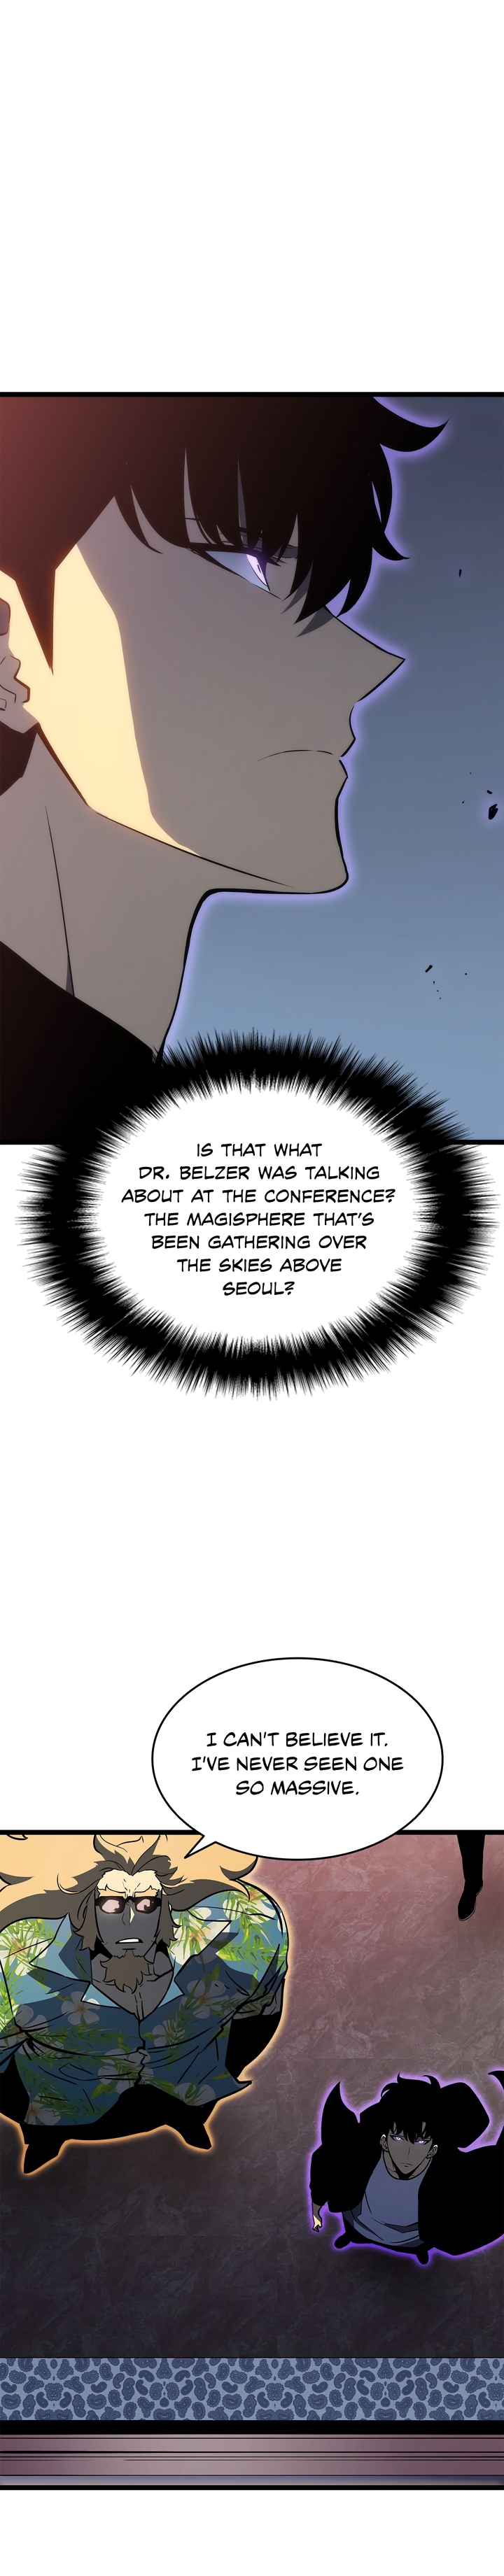 IS THAT WHAT
DR. BELZER WAS TALKING
ABOUT AT THE CONFERENCE?
THE MAGISPHERE THAT'S
BEEN GATHERING OVER
THE SKIES ABOVE
SEOUL?
I CAN'T BELIEVE IT.
I'VE NEVER SEEN ONE
SO MASSIVE.